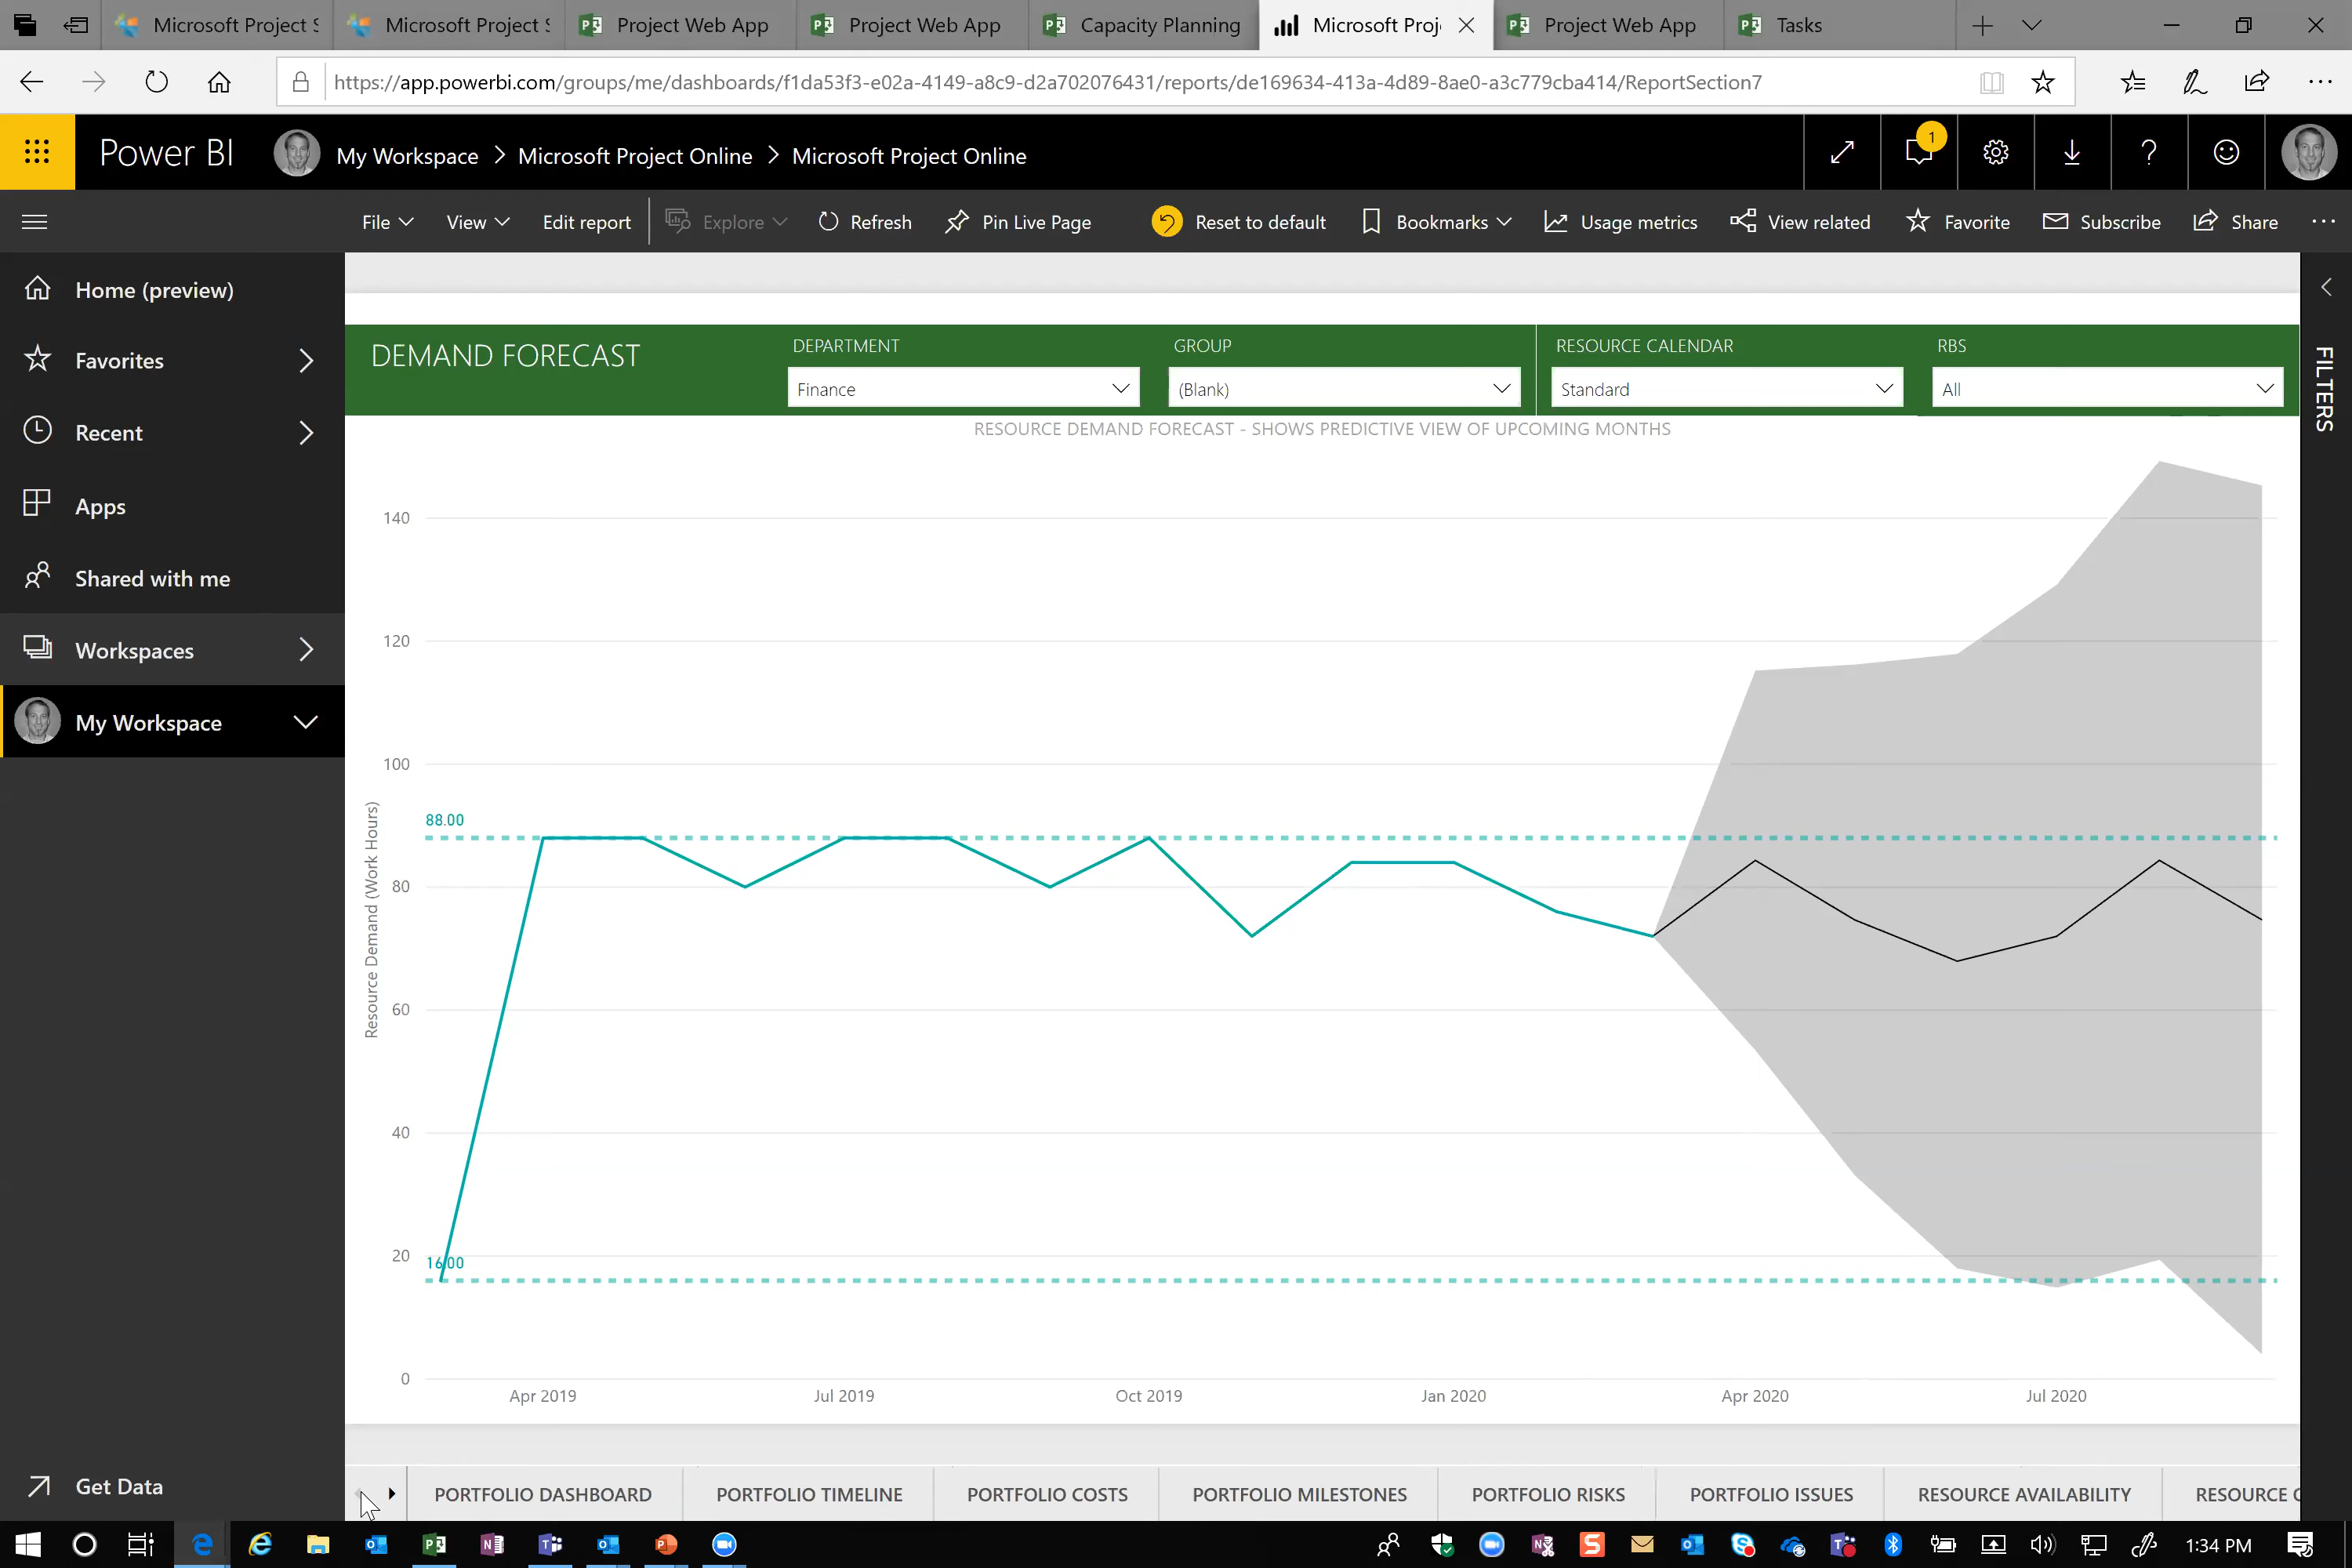 Microsoft Project S
Microsoft Project S
Project Web App
Project Web App
Capacity Planning
Microsoft Proj
Project Web App
Tasks
https://app.powerbi.com/groups/me/dashboards/f1da53f3-e02a-4149-a8c9-d2a702076431/reports/de169634-413a-4d89-8ae0-a3c779cba414/ReportSection7
Power BI
My Workspace > Microsoft Project Online > Microsoft Project Online
1
File View Edit report Explore Refresh Pin Live Page Reset to default Bookmarks Usage metrics View related Favorite Subscribe Share
Home (preview)
Favorites
Recent
Apps
Shared with me
Workspaces
My Workspace
Get Data
DEMAND FORECAST
DEPARTMENT
Finance
GROUP
(Blank)
RESOURCE CALENDAR
Standard
RBS
All
FILTERS
RESOURCE DEMAND FORECAST - SHOWS PREDICTIVE VIEW OF UPCOMING MONTHS
Resource Demand (Work Hours)
140
120
100
88.00
80
60
40
20
16.00
0
Apr 2019
Jul 2019
Oct 2019
Jan 2020
Apr 2020
Jul 2020
PORTFOLIO DASHBOARD
PORTFOLIO TIMELINE
PORTFOLIO COSTS
PORTFOLIO MILESTONES
PORTFOLIO RISKS
PORTFOLIO ISSUES
RESOURCE AVAILABILITY
RESOURCE
1:34 PM